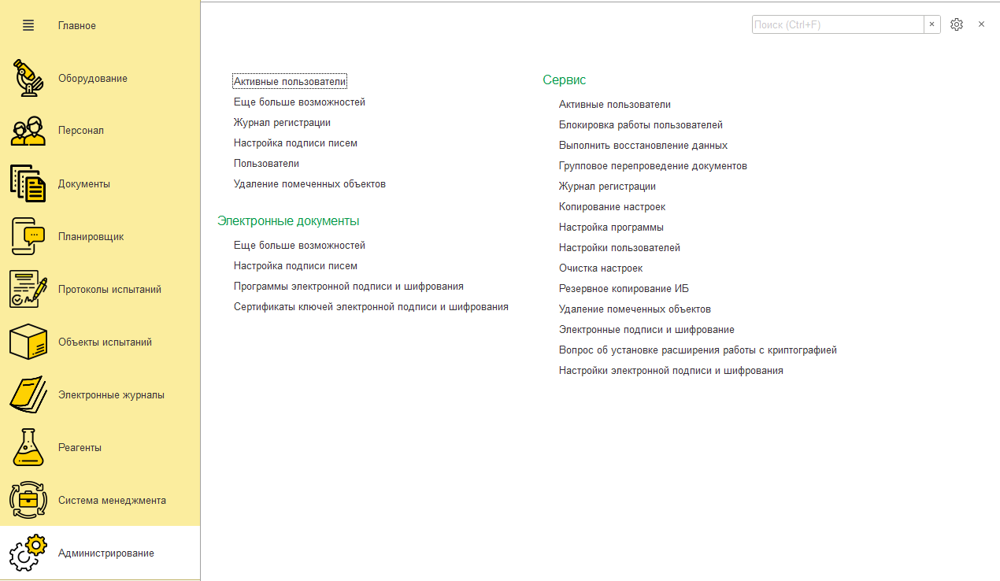 Главное
Оборудование
Персонал
Документы
Планировщик
Протоколы испытаний
Объекты испытаний
Электронные журналы
Реагенты
Система менеджмента
Администрирование
Поиск (Ctrl+F)
Активные пользователи
Еще больше возможностей
Журнал регистрации
Настройка подписи писем
Пользователи
Удаление помеченных объектов
Электронные документы
Еще больше возможностей
Настройка подписи писем
Программы электронной подписи и шифрования
Сертификаты ключей электронной подписи и шифрования
Сервис
Активные пользователи
Блокировка работы пользователей
Выполнить восстановление данных
Групповое перепроведение документов
Журнал регистрации
Копирование настроек
Настройка программы
Настройки пользователей
Очистка настроек
Резервное копирование ИБ
Удаление помеченных объектов
Электронные подписи и шифрование
Вопрос об установке расширения работы с криптографией
Настройки электронной подписи и шифрования